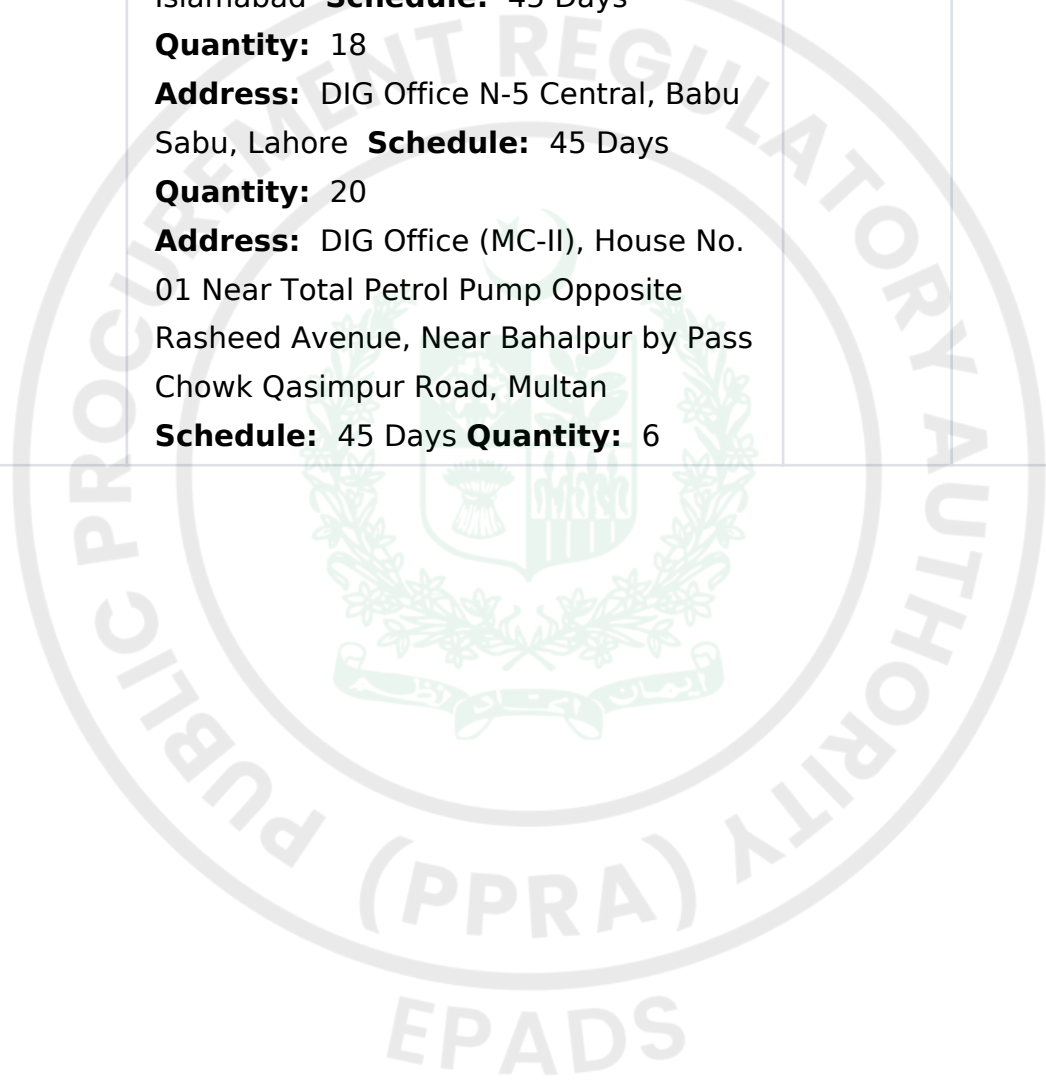 Islamabad Schedule: 45 Days
Quantity: 18
Address: DIG Office N-5 Central, Babu
Sabu, Lahore Schedule: 45 Days
Quantity: 20
Address: DIG Office (MC-II), House No.
01 Near Total Petrol Pump Opposite
Rasheed Avenue, Near Bahalpur by Pass
Chowk Qasimpur Road, Multan
Schedule: 45 Days Quantity: 6
PUBLIC PROCUREMENT REGULATORY AUTHORITY
(PPRA)
EPADS